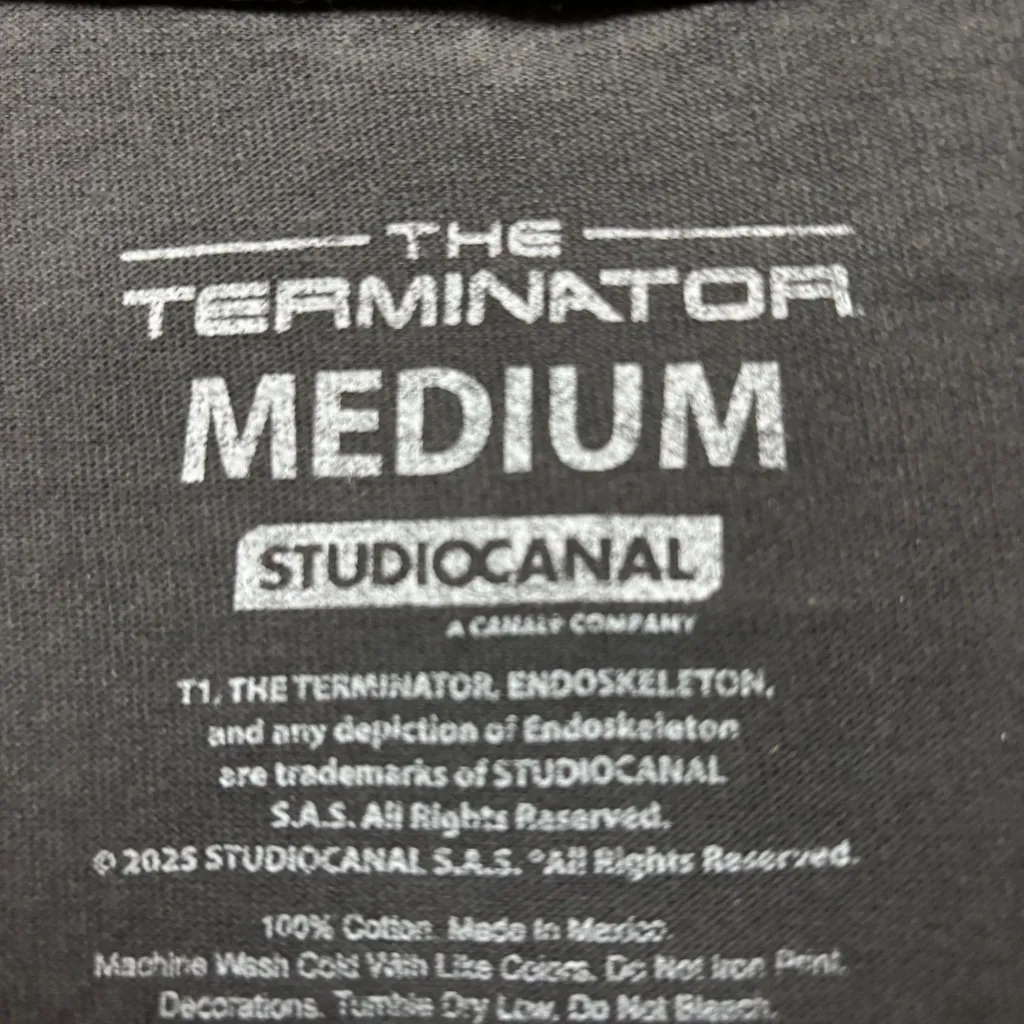 THE
TERMINATOR
MEDIUM
STUDIOCANAL
A CANAL+ COMPANY
T1, THE TERMINATOR, ENDOSKELETON,
and any depiction of Endoskeleton
are trademarks of STUDIOCANAL
S.A.S. All Rights Reserved.
© 2025 STUDIOCANAL S.A.S. ®All Rights Reserved.
100% Cotton. Made In Mexico.
Machine Wash Cold With Like Colors. Do Not Iron Print.
Decorations. Tumble Dry Low. Do Not Bleach.